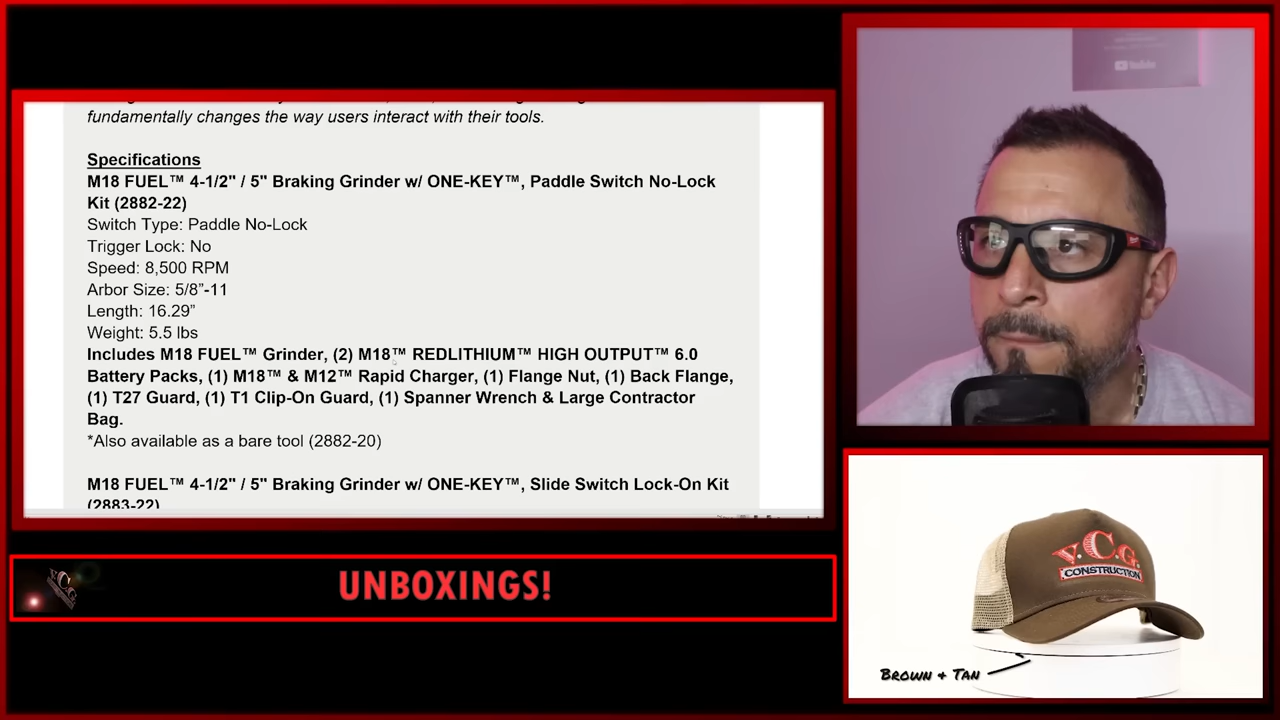 fundamentally changes the way users interact with their tools.
Specifications
M18 FUEL™ 4-1/2" / 5" Braking Grinder w/ ONE-KEY™, Paddle Switch No-Lock
Kit (2882-22)
Switch Type: Paddle No-Lock
Trigger Lock: No
Speed: 8,500 RPM
Arbor Size: 5/8”-11
Length: 16.29”
Weight: 5.5 lbs
Includes M18 FUEL™ Grinder, (2) M18™ REDLITHIUM™ HIGH OUTPUT™ 6.0
Battery Packs, (1) M18™ & M12™ Rapid Charger, (1) Flange Nut, (1) Back Flange,
(1) T27 Guard, (1) T1 Clip-On Guard, (1) Spanner Wrench & Large Contractor
Bag.
*Also available as a bare tool (2882-20)
M18 FUEL™ 4-1/2" / 5" Braking Grinder w/ ONE-KEY™, Slide Switch Lock-On Kit
(2883-22)
YouTube
V.C.G.
CONSTRUCTION
Brown & Tan
V.C.G.
UNBOXINGS!